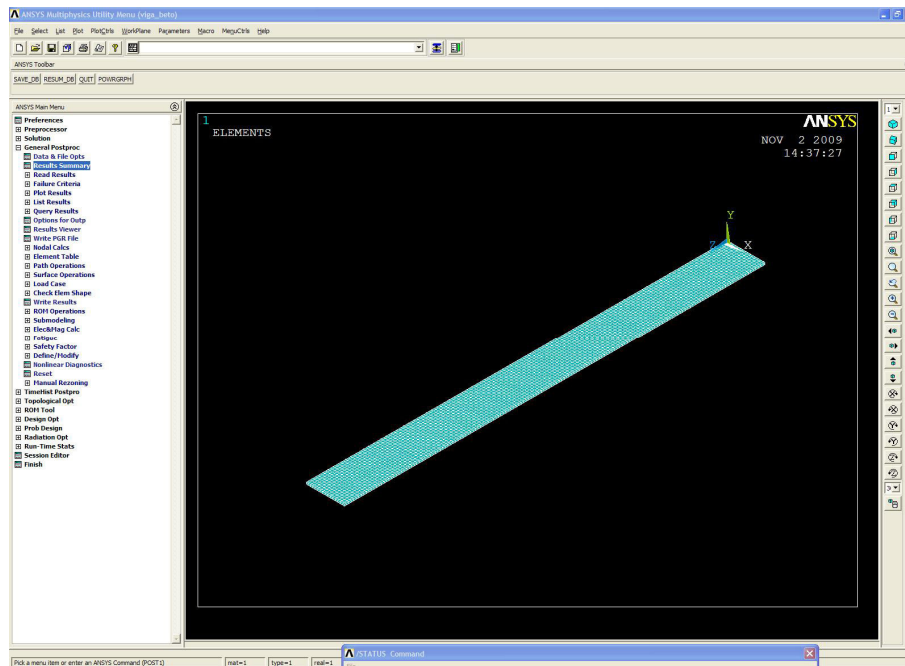 ANSYS Multiphysics Utility Menu (viga_beto)
File Select List Plot PlotCtrls WorkPlane Parameters Macro MenuCtrls Help
ANSYS Toolbar
SAVE_DB RESUM_DB QUIT POWRGRPH
ANSYS Main Menu
Preferences
Preprocessor
Solution
General Postproc
Data & File Opts
Results Summary
Read Results
Failure Criteria
Plot Results
List Results
Query Results
Options for Outp
Results Viewer
Write PGR File
Nodal Calcs
Element Table
Path Operations
Surface Operations
Load Case
Check Elem Shape
Write Results
ROM Operations
Submodeling
Elec&Mag Calc
Fatigue
Safety Factor
Define/Modify
Nonlinear Diagnostics
Reset
Manual Rezoning
TimeHist Postpro
Topological Opt
ROM Tool
Design Opt
Prob Design
Radiation Opt
Run-Time Stats
Session Editor
Finish
1
ELEMENTS
ANSYS
NOV 2 2009
14:37:27
Y
Z X
1
3
Pick a menu item or enter an ANSYS Command (POST1)
mat=1 type=1 real=1
/STATUS Command